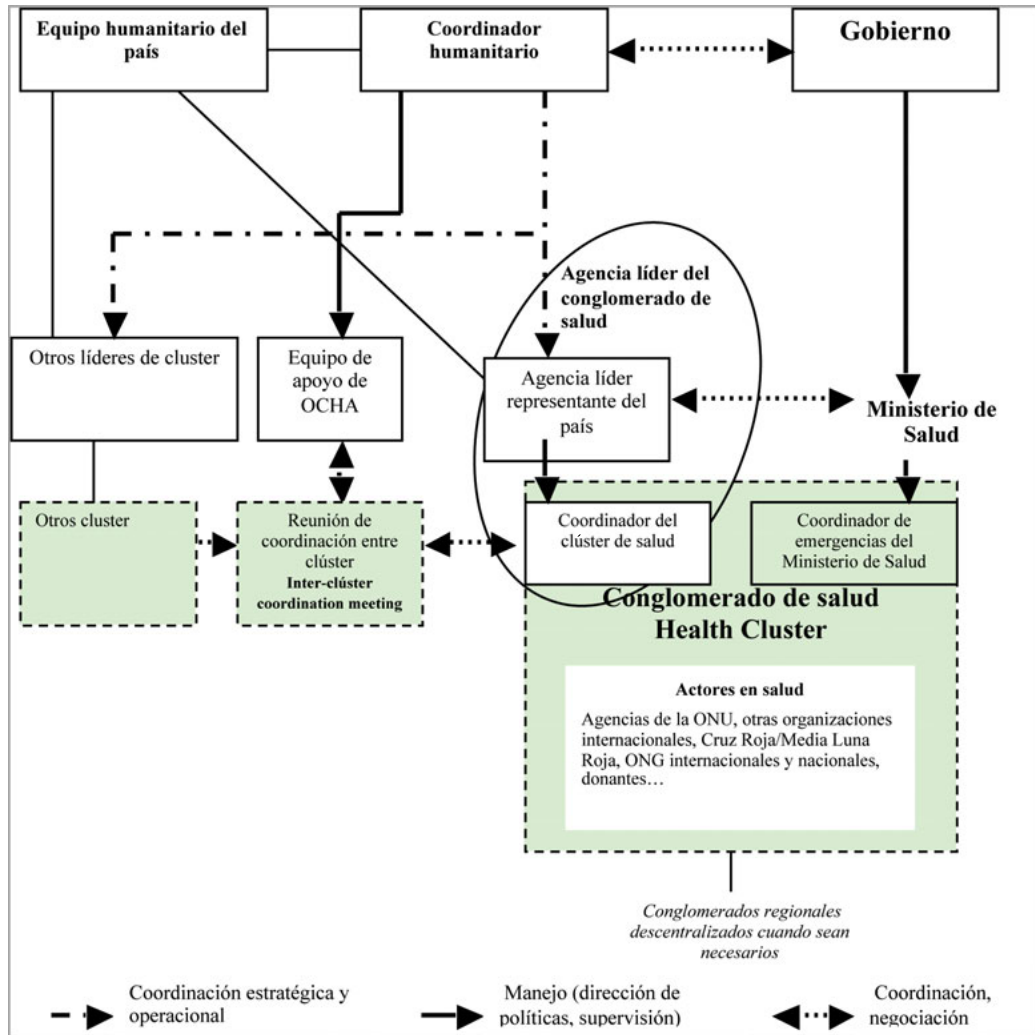 Equipo humanitario del
país
Coordinador
humanitario
Gobierno
Agencia líder del
conglomerado de
salud
Otros líderes de cluster
Equipo de
apoyo de
OCHA
Agencia líder
representante del
país
Ministerio de
Salud
Otros cluster
Reunión de
coordinación entre
clúster
Inter-clúster
coordination meeting
Coordinador del
clúster de salud
Coordinador de
emergencias del
Ministerio de Salud
Conglomerado de salud
Health Cluster
Actores en salud
Agencias de la ONU, otras organizaciones
internacionales, Cruz Roja/Media Luna
Roja, ONG internacionales y nacionales,
donantes…
Conglomerados regionales
descentralizados cuando sean
necesarios
Coordinación estratégica y
operacional
Manejo (dirección de
políticas, supervisión)
Coordinación,
negociación